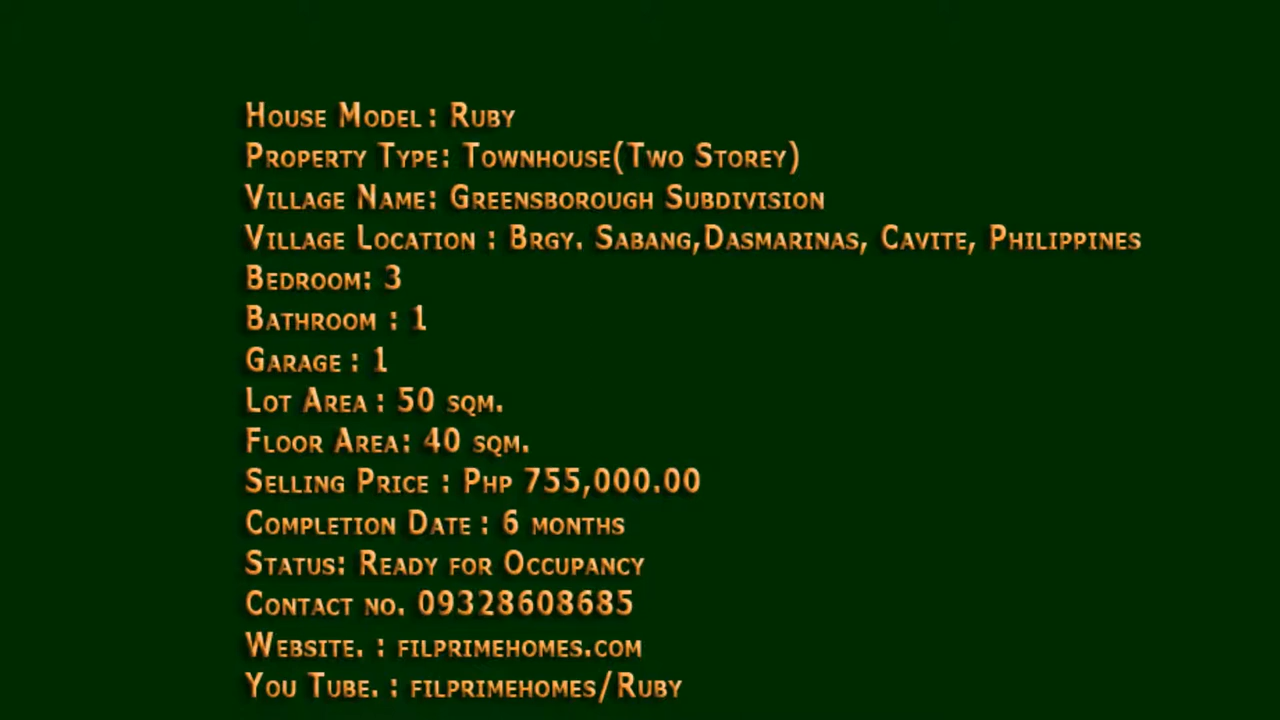 House Model : Ruby
Property Type: Townhouse(Two Storey)
Village Name: Greensborough Subdivision
Village Location : Brgy. Sabang,Dasmarinas, Cavite, Philippines
Bedroom: 3
Bathroom : 1
Garage : 1
Lot Area : 50 sqm.
Floor Area: 40 sqm.
Selling Price : Php 755,000.00
Completion Date : 6 months
Status: Ready for Occupancy
Contact no. 09328608685
Website. : filprimehomes.com
You Tube. : filprimehomes/Ruby